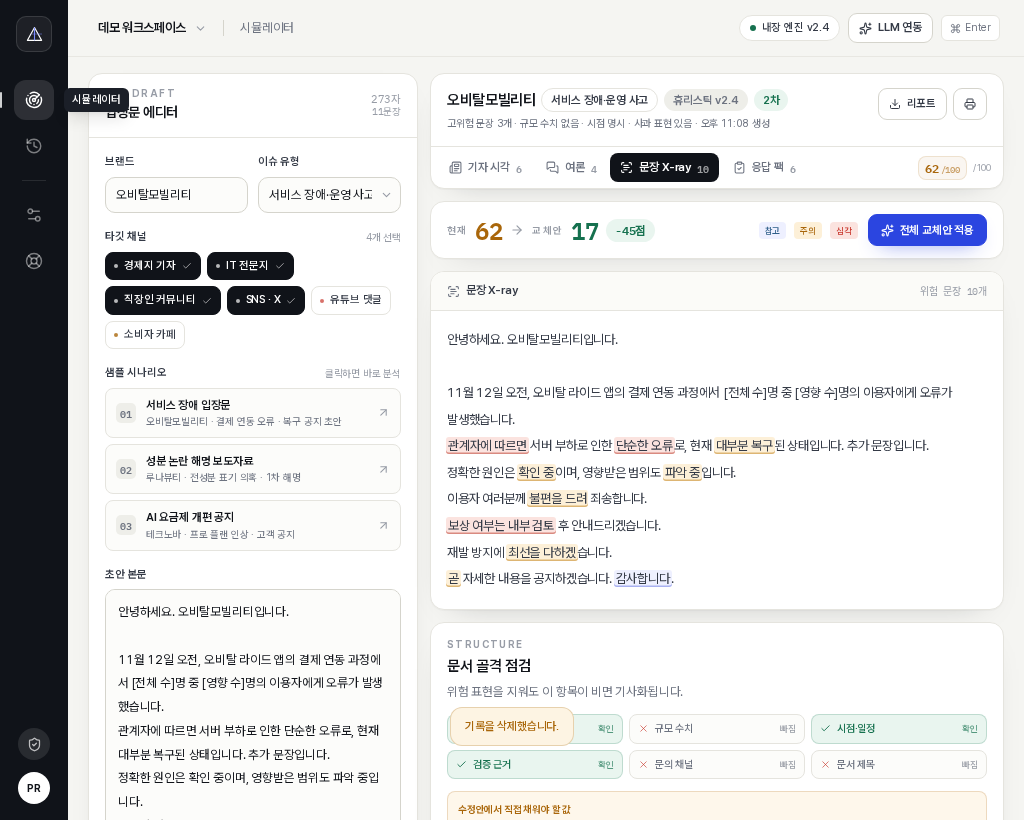 데모 워크스페이스
시뮬레이터
내장 엔진 v2.4
LLM 연동
⌘ Enter
시뮬레이터
DRAFT
입장문 에디터
273자
11문장
브랜드
이슈 유형
오비탈모빌리티
서비스 장애·운영 사고
타깃 채널
4개 선택
경제지 기자
IT 전문지
직장인 커뮤니티
SNS · X
유튜브 댓글
소비자 카페
샘플 시나리오
클릭하면 바로 분석
01
서비스 장애 입장문
오비탈모빌리티 · 결제 연동 오류 · 복구 공지 초안
02
성분 논란 해명 보도자료
루나뷰티 · 전성분 표기 의혹 · 1차 해명
03
AI 요금제 개편 공지
테크노바 · 프로 플랜 인상 · 고객 공지
초안 본문
안녕하세요. 오비탈모빌리티입니다.
11월 12일 오전, 오비탈 라이드 앱의 결제 연동 과정에
서 [전체 수]명 중 [영향 수]명의 이용자에게 오류가 발생
했습니다.
관계자에 따르면 서버 부하로 인한 단순한 오류로, 현재
대부분 복구된 상태입니다. 추가 문장입니다.
정확한 원인은 확인 중이며, 영향받은 범위도 파악 중입
니다.
PR
오비탈모빌리티
서비스 장애·운영 사고
휴리스틱 v2.4
2차
고위험 문장 3개 · 규모 수치 없음 · 시점 명시 · 사과 표현 있음 · 오후 11:08 생성
리포트
기자 시각 6
여론 4
문장 X-ray 10
응답 팩 6
62 /100
/100
현재 62 → 교체안 17 -45점
참고
주의
심각
전체 교체안 적용
문장 X-ray
위험 문장 10개
안녕하세요. 오비탈모빌리티입니다.
11월 12일 오전, 오비탈 라이드 앱의 결제 연동 과정에서 [전체 수]명 중 [영향 수]명의 이용자에게 오류가
발생했습니다.
관계자에 따르면 서버 부하로 인한 단순한 오류로, 현재 대부분 복구된 상태입니다. 추가 문장입니다.
정확한 원인은 확인 중이며, 영향받은 범위도 파악 중입니다.
이용자 여러분께 불편을 드려 죄송합니다.
보상 여부는 내부 검토 후 안내드리겠습니다.
재발 방지에 최선을 다하겠습니다.
곧 자세한 내용을 공지하겠습니다. 감사합니다.
STRUCTURE
문서 골격 점검
위험 표현을 지워도 이 항목이 비면 기사화됩니다.
기록을 삭제했습니다.
확인
규모 수치 빠짐
시점·일정 확인
검증 근거 확인
문의 채널 빠짐
문서 제목 빠짐
수정안에서 직접 채워야 할 값